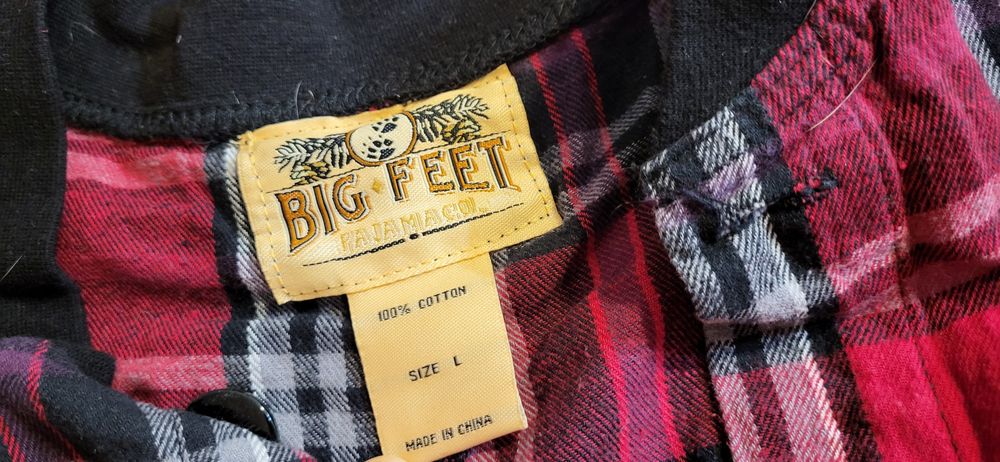 BIG FEET
PAJAMA CO.
100% COTTON
SIZE L
MADE IN CHINA